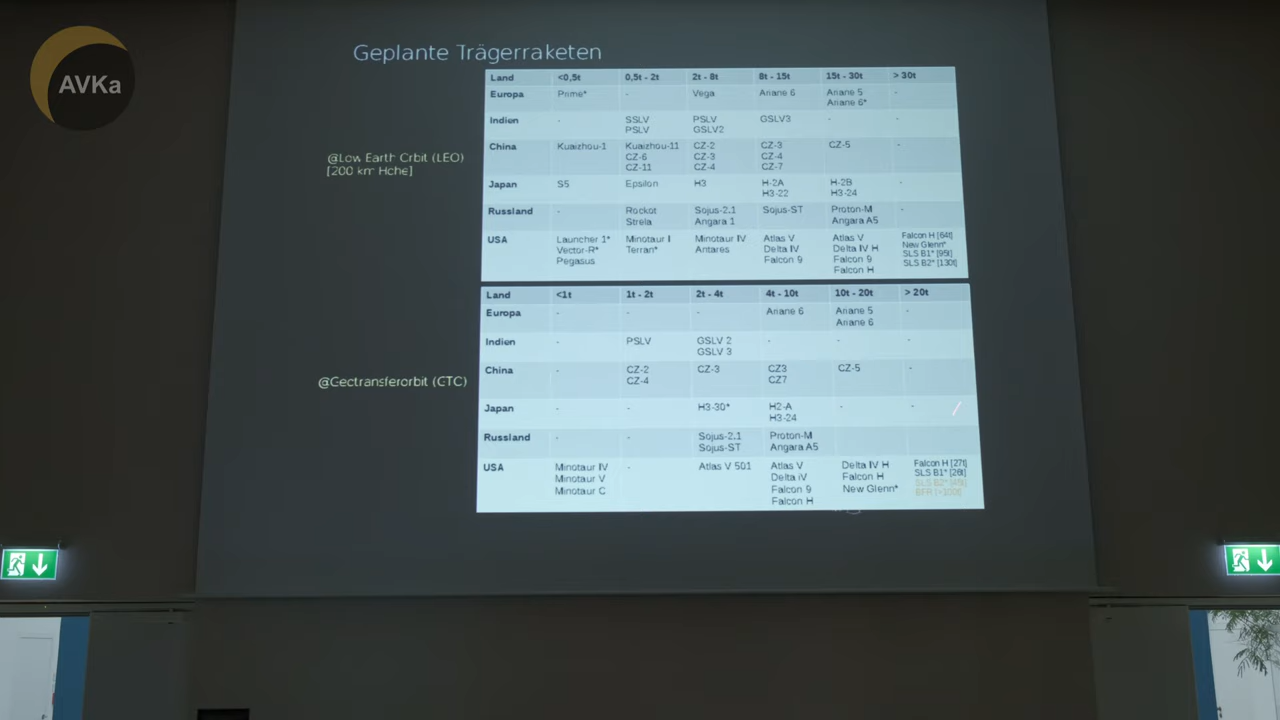 AVKa
Geplante Trägerraketen
@Low Earth Orbit (LEO)
[200 km Höhe]
Land <0,5t 0,5t - 2t 2t - 8t 8t - 15t 15t - 30t > 30t
Europa Prime* - Vega Ariane 6 Ariane 5 -
Ariane 6*
Indien - SSLV PSLV GSLV3 - -
PSLV GSLV2
China Kuaizhou-1 Kuaizhou-11 CZ-2 CZ-3 CZ-5 -
CZ-6 CZ-3 CZ-4
CZ-11 CZ-4 CZ-7
Japan S5 Epsilon H3 H-2A H-2B -
H3-22 H3-24
Russland - Rockot Sojus-2.1 Sojus-ST Proton-M -
Strela Angara 1 Angara A5
USA Launcher 1* Minotaur I Minotaur IV Atlas V Atlas V Falcon H [64t]
Vector-R* Terran* Antares Delta IV Delta IV H New Glenn*
Pegasus Falcon 9 Falcon 9 SLS B1* [95t]
Falcon H SLS B2* [130t]
@Geotransferorbit (GTO)
Land <1t 1t - 2t 2t - 4t 4t - 10t 10t - 20t > 20t
Europa - - - Ariane 6 Ariane 5 -
Ariane 6
Indien - PSLV GSLV 2 - - -
GSLV 3
China - CZ-2 CZ-3 CZ3 CZ-5 -
CZ-4 CZ7
Japan - - H3-30* H2-A - -
H3-24
Russland - - Sojus-2.1 Proton-M
Sojus-ST Angara A5
USA Minotaur IV - Atlas V 501 Atlas V Delta IV H Falcon H [27t]
Minotaur V Delta IV Falcon H SLS B1*
Minotaur C Falcon 9 New Glenn* SLS B2*
Falcon H BFR [>100t]